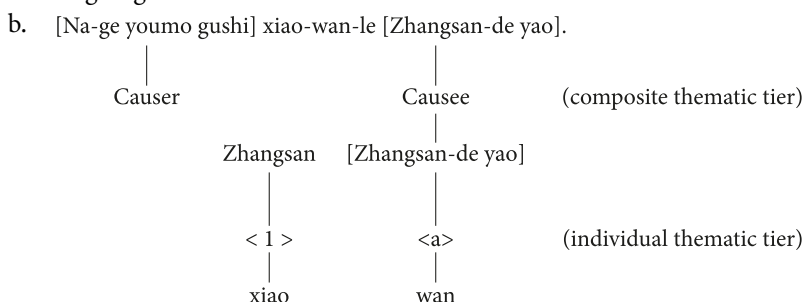 b. [Na-ge youmo gushi] xiao-wan-le [Zhangsan-de yao].
Causer Causee (composite thematic tier)
Zhangsan [Zhangsan-de yao]
< 1 > <a> (individual thematic tier)
xiao wan